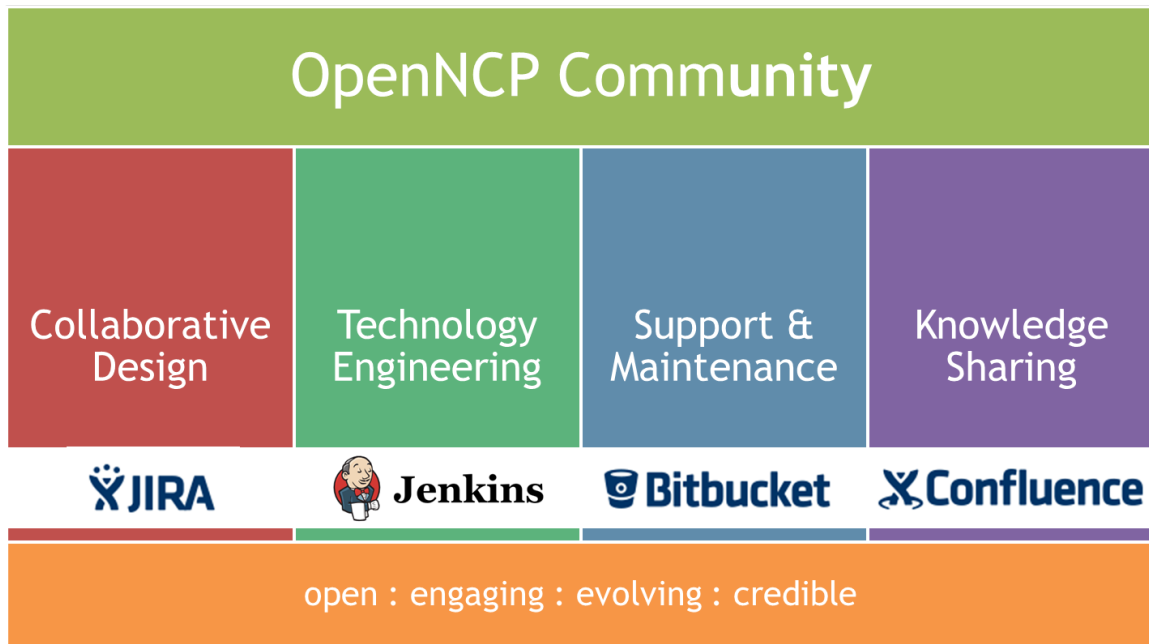 OpenNCP Community
Collaborative
Design
Technology
Engineering
Support &
Maintenance
Knowledge
Sharing
JIRA
Jenkins
Bitbucket
Confluence
open : engaging : evolving : credible